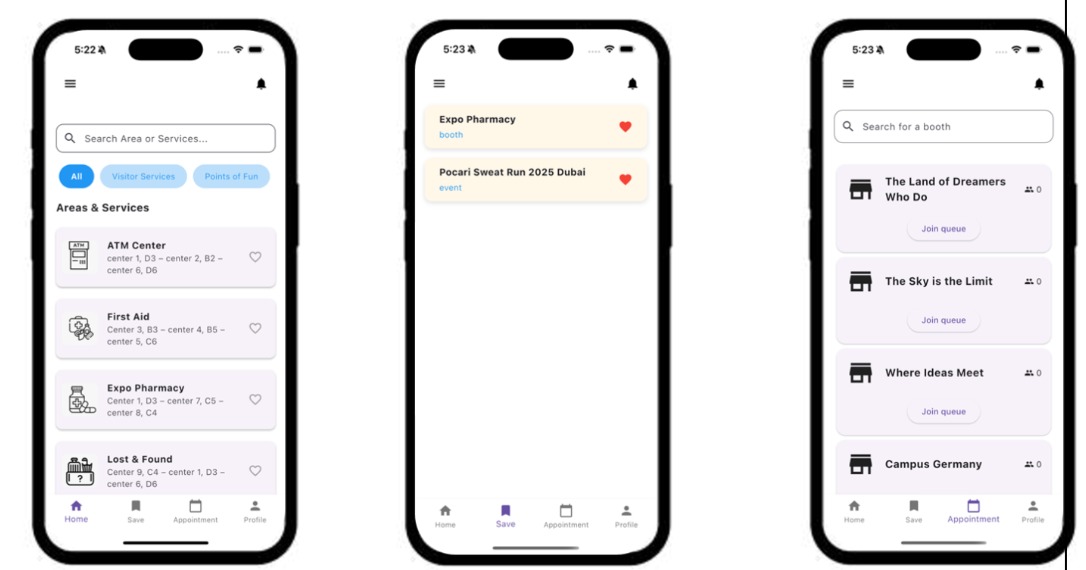 5:22
Search Area or Services...
All
Visitor Services
Points of Fun
Areas & Services
ATM
ATM Center
center 1, D3 – center 2, B2 –
center 6, D6
First Aid
Center 3, B3 – center 4, B5 –
center 5, C6
Expo Pharmacy
Center 1, D3 – center 7, C5 –
center 8, C4
?
Lost & Found
Center 9, C4 – center 1, D3 –
center 6, D6
Home
Save
Appointment
Profile
5:23
Expo Pharmacy
booth
Pocari Sweat Run 2025 Dubai
event
Home
Save
Appointment
Profile
5:23
Search for a booth
The Land of Dreamers
Who Do
0
Join queue
The Sky is the Limit
0
Join queue
Where Ideas Meet
0
Join queue
Campus Germany
0
Home
Save
Appointment
Profile